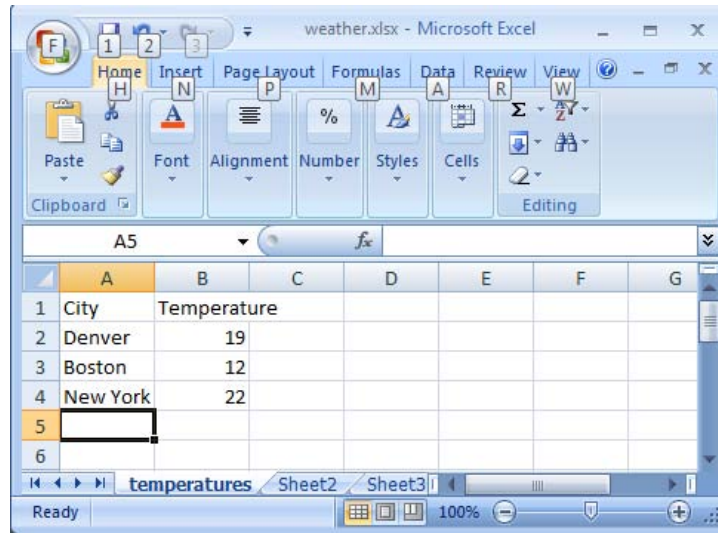 weather.xlsx - Microsoft Excel
F 1 2 3
Home Insert Page Layout Formulas Data Review View
H N P M A R W
Paste Font Alignment Number Styles Cells
Clipboard Editing
A5 fx
A B C D E F G
1 City Temperature
2 Denver 19
3 Boston 12
4 New York 22
5
6
temperatures Sheet2 Sheet3
Ready 100%